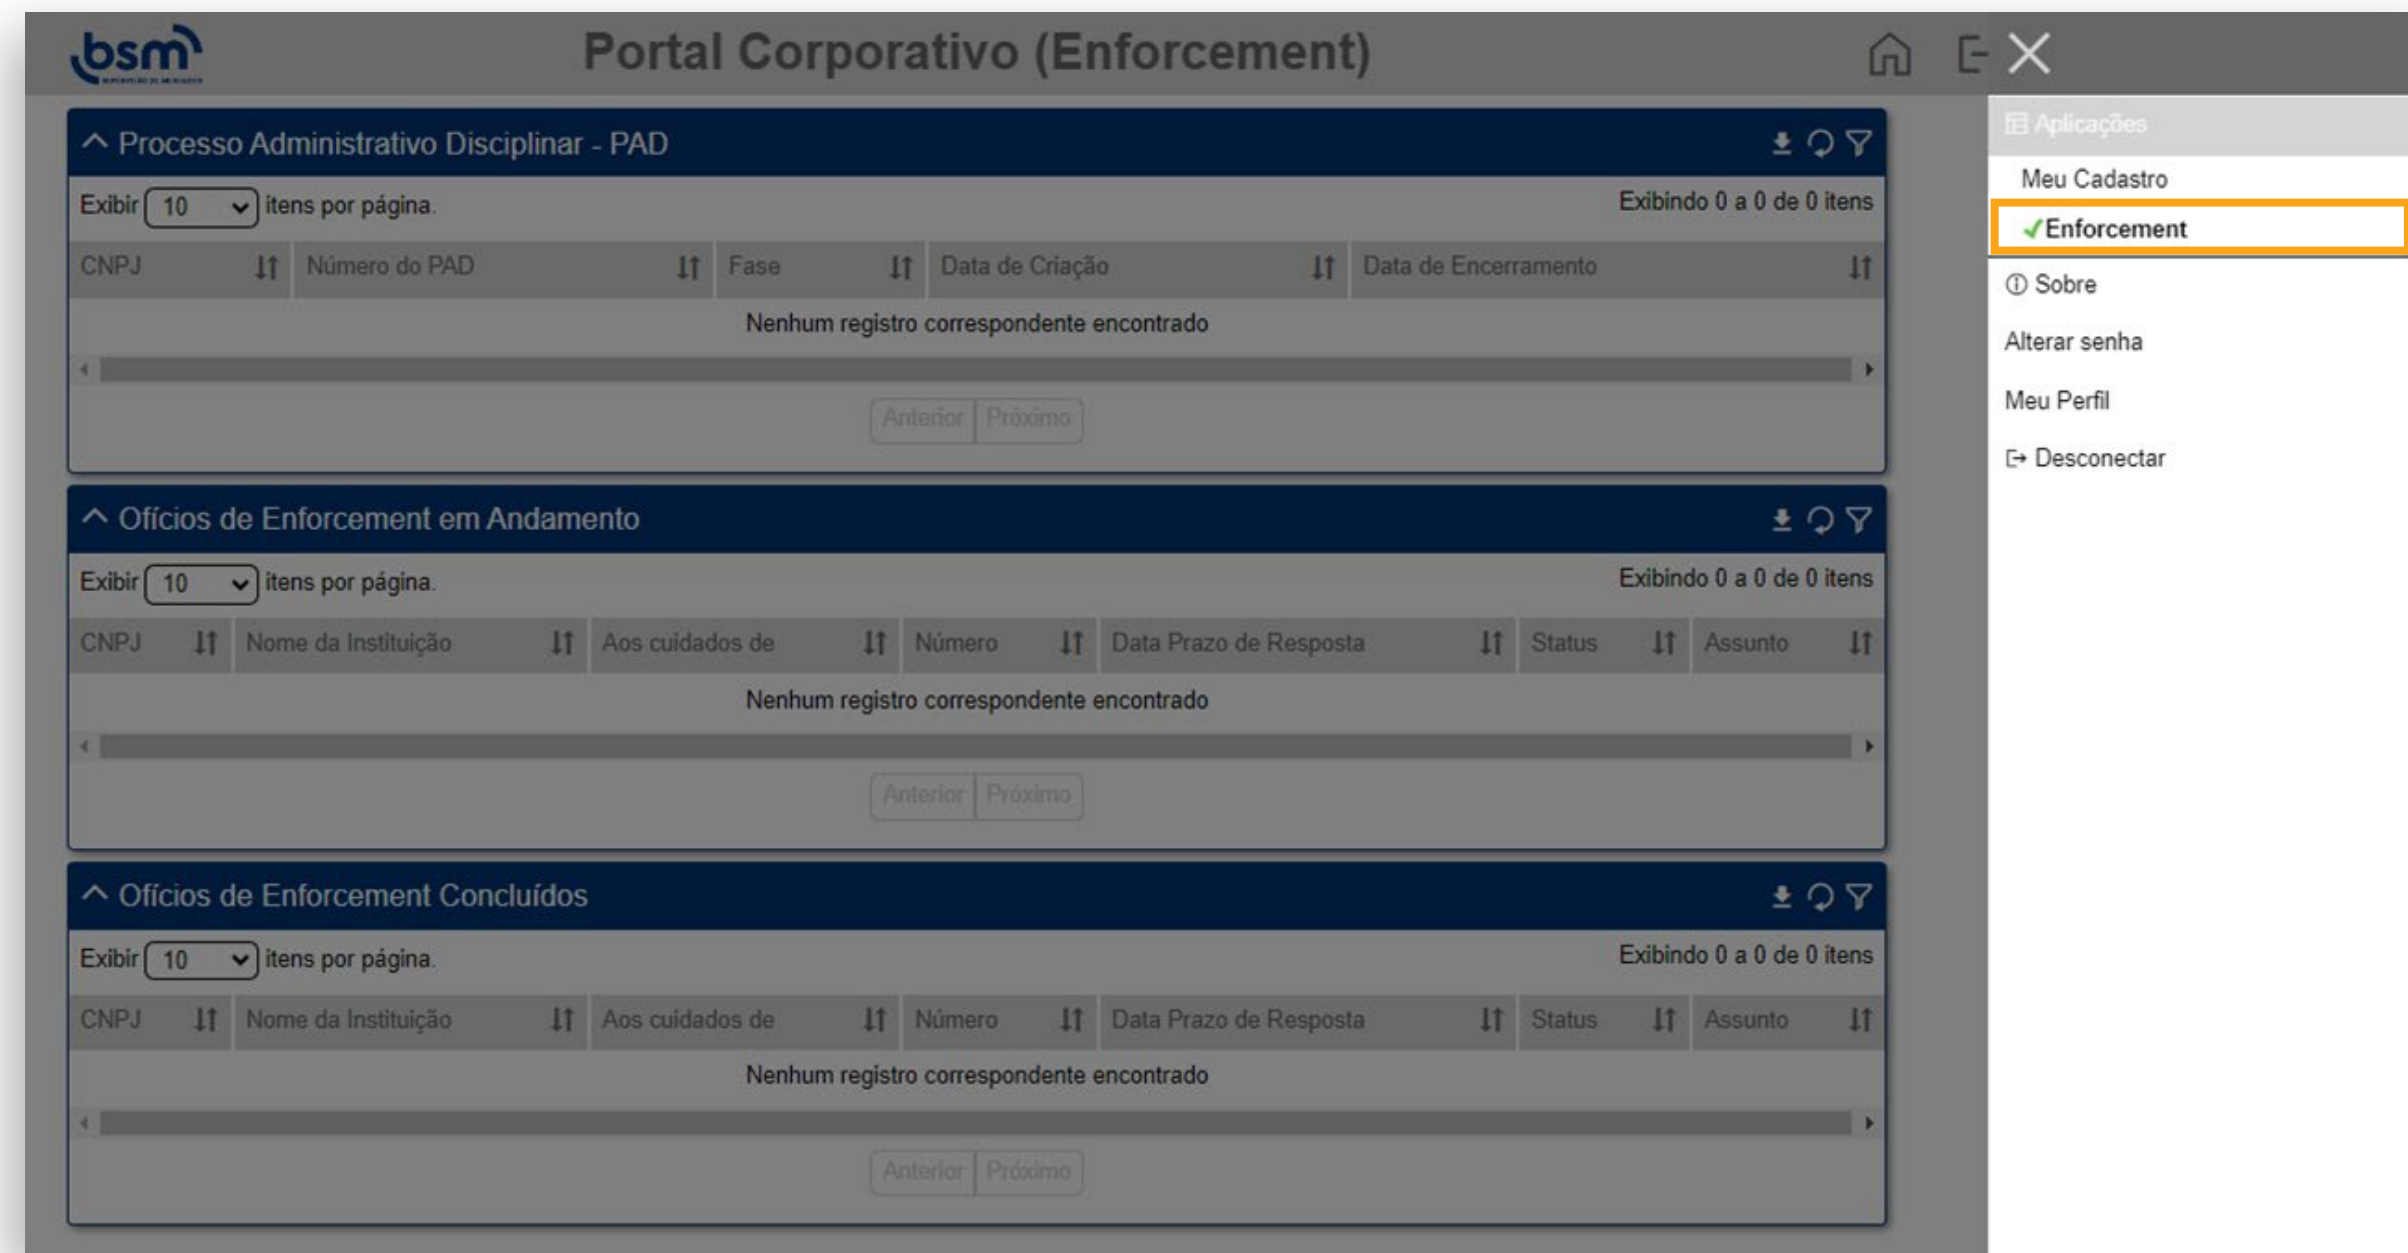 bsm
Portal Corporativo (Enforcement)
Processo Administrativo Disciplinar - PAD
Exibir 10 itens por página.
Exibindo 0 a 0 de 0 itens
CNPJ Número do PAD Fase Data de Criação Data de Encerramento
Nenhum registro correspondente encontrado
Anterior Próximo
Ofícios de Enforcement em Andamento
Exibir 10 itens por página.
Exibindo 0 a 0 de 0 itens
CNPJ Nome da Instituição Aos cuidados de Número Data Prazo de Resposta Status Assunto
Nenhum registro correspondente encontrado
Anterior Próximo
Ofícios de Enforcement Concluídos
Exibir 10 itens por página.
Exibindo 0 a 0 de 0 itens
CNPJ Nome da Instituição Aos cuidados de Número Data Prazo de Resposta Status Assunto
Nenhum registro correspondente encontrado
Anterior Próximo
Aplicações
Meu Cadastro
Enforcement
Sobre
Alterar senha
Meu Perfil
Desconectar